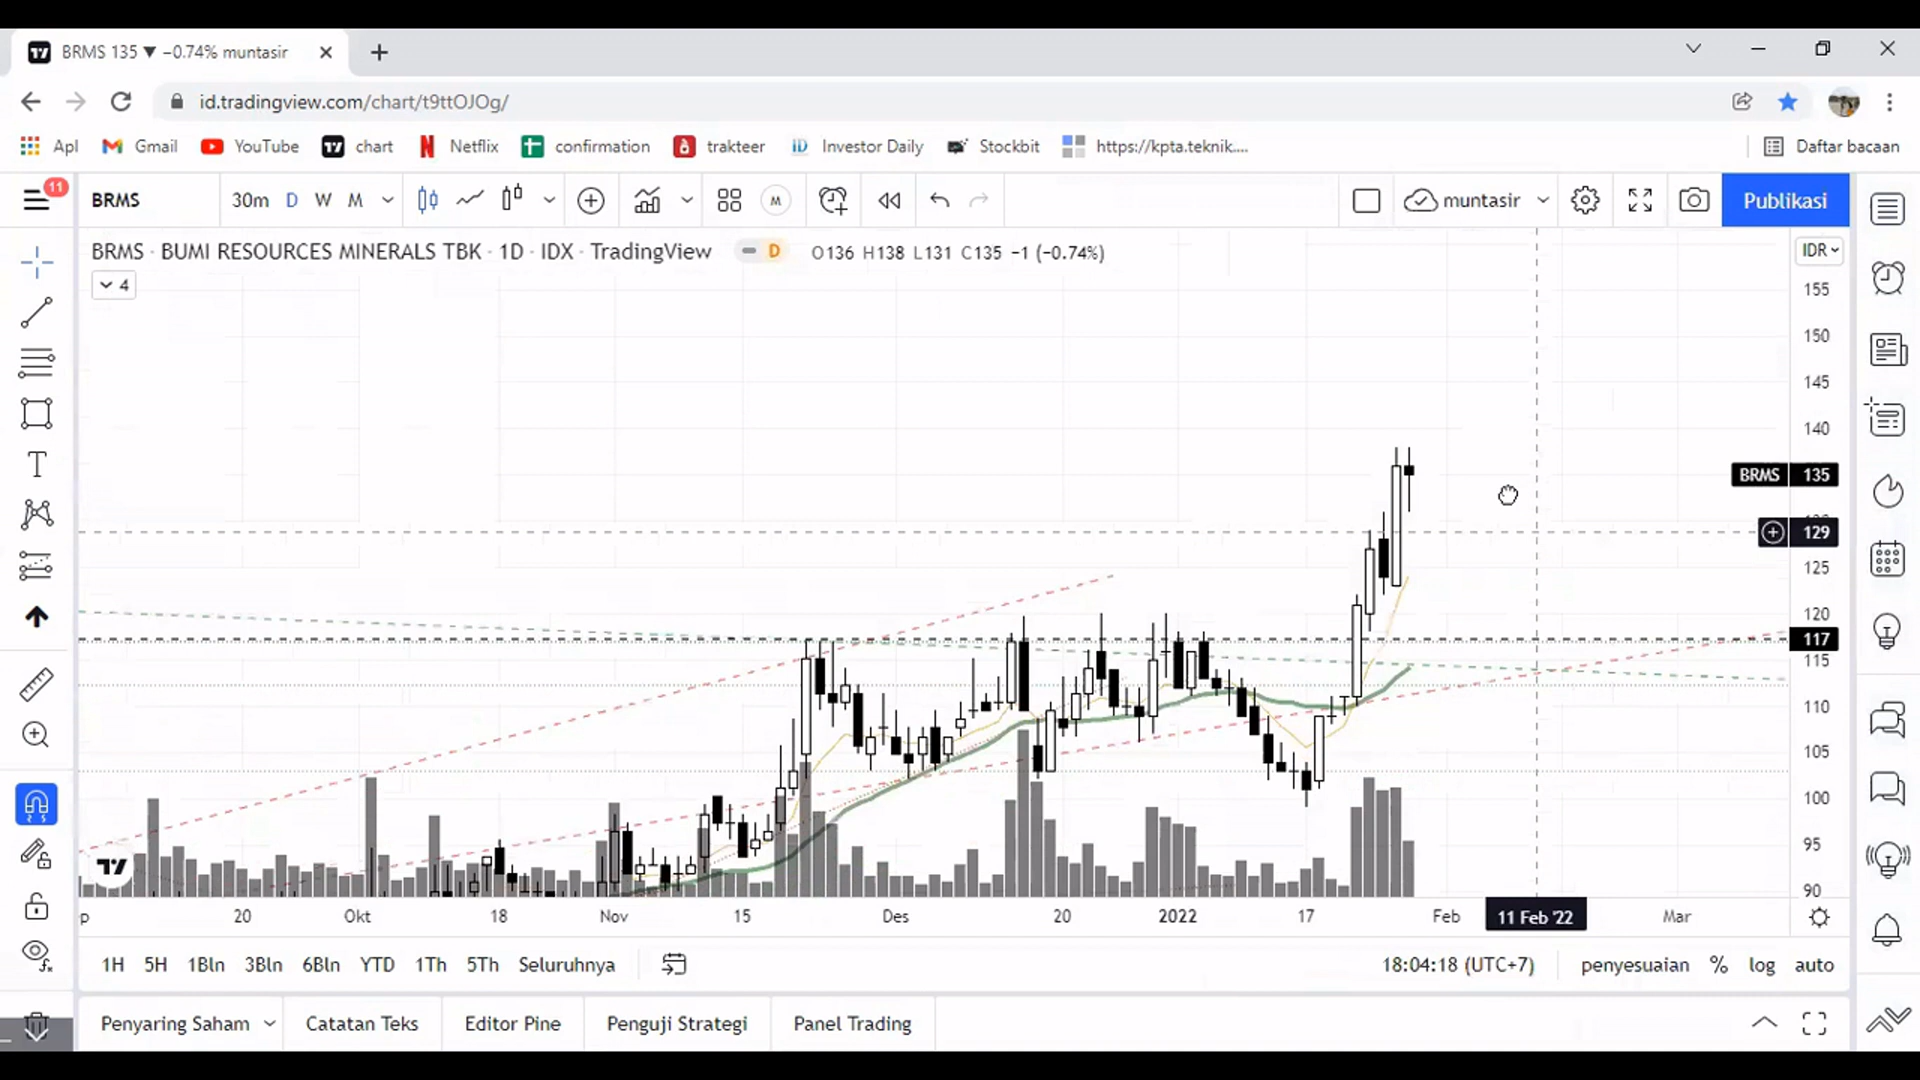 BRMS 135 ▼ −0.74% muntasir
id.tradingview.com/chart/t9ttOJOg/
Apl Gmail YouTube chart Netflix confirmation trakteer Investor Daily Stockbit https://kpta.teknik.... Daftar bacaan
11
BRMS 30m D W M M muntasir Publikasi
BRMS · BUMI RESOURCES MINERALS TBK · 1D · IDX · TradingView D O136 H138 L131 C135 −1 (−0.74%) IDR
4
155
150
145
140
BRMS 135
129
125
120
117
115
110
105
100
95
90
20 Okt 18 Nov 15 Des 20 2022 17 Feb 11 Feb '22 Mar
1H 5H 1Bln 3Bln 6Bln YTD 1Th 5Th Seluruhnya 18:04:18 (UTC+7) penyesuaian % log auto
Penyaring Saham Catatan Teks Editor Pine Penguji Strategi Panel Trading